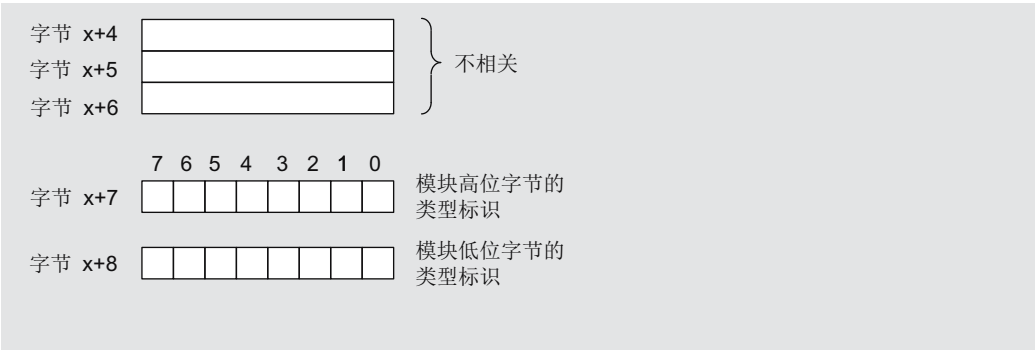 字节 x+4
字节 x+5
不相关
字节 x+6
7 6 5 4 3 2 1 0
字节 x+7
模块高位字节的
类型标识
字节 x+8
模块低位字节的
类型标识